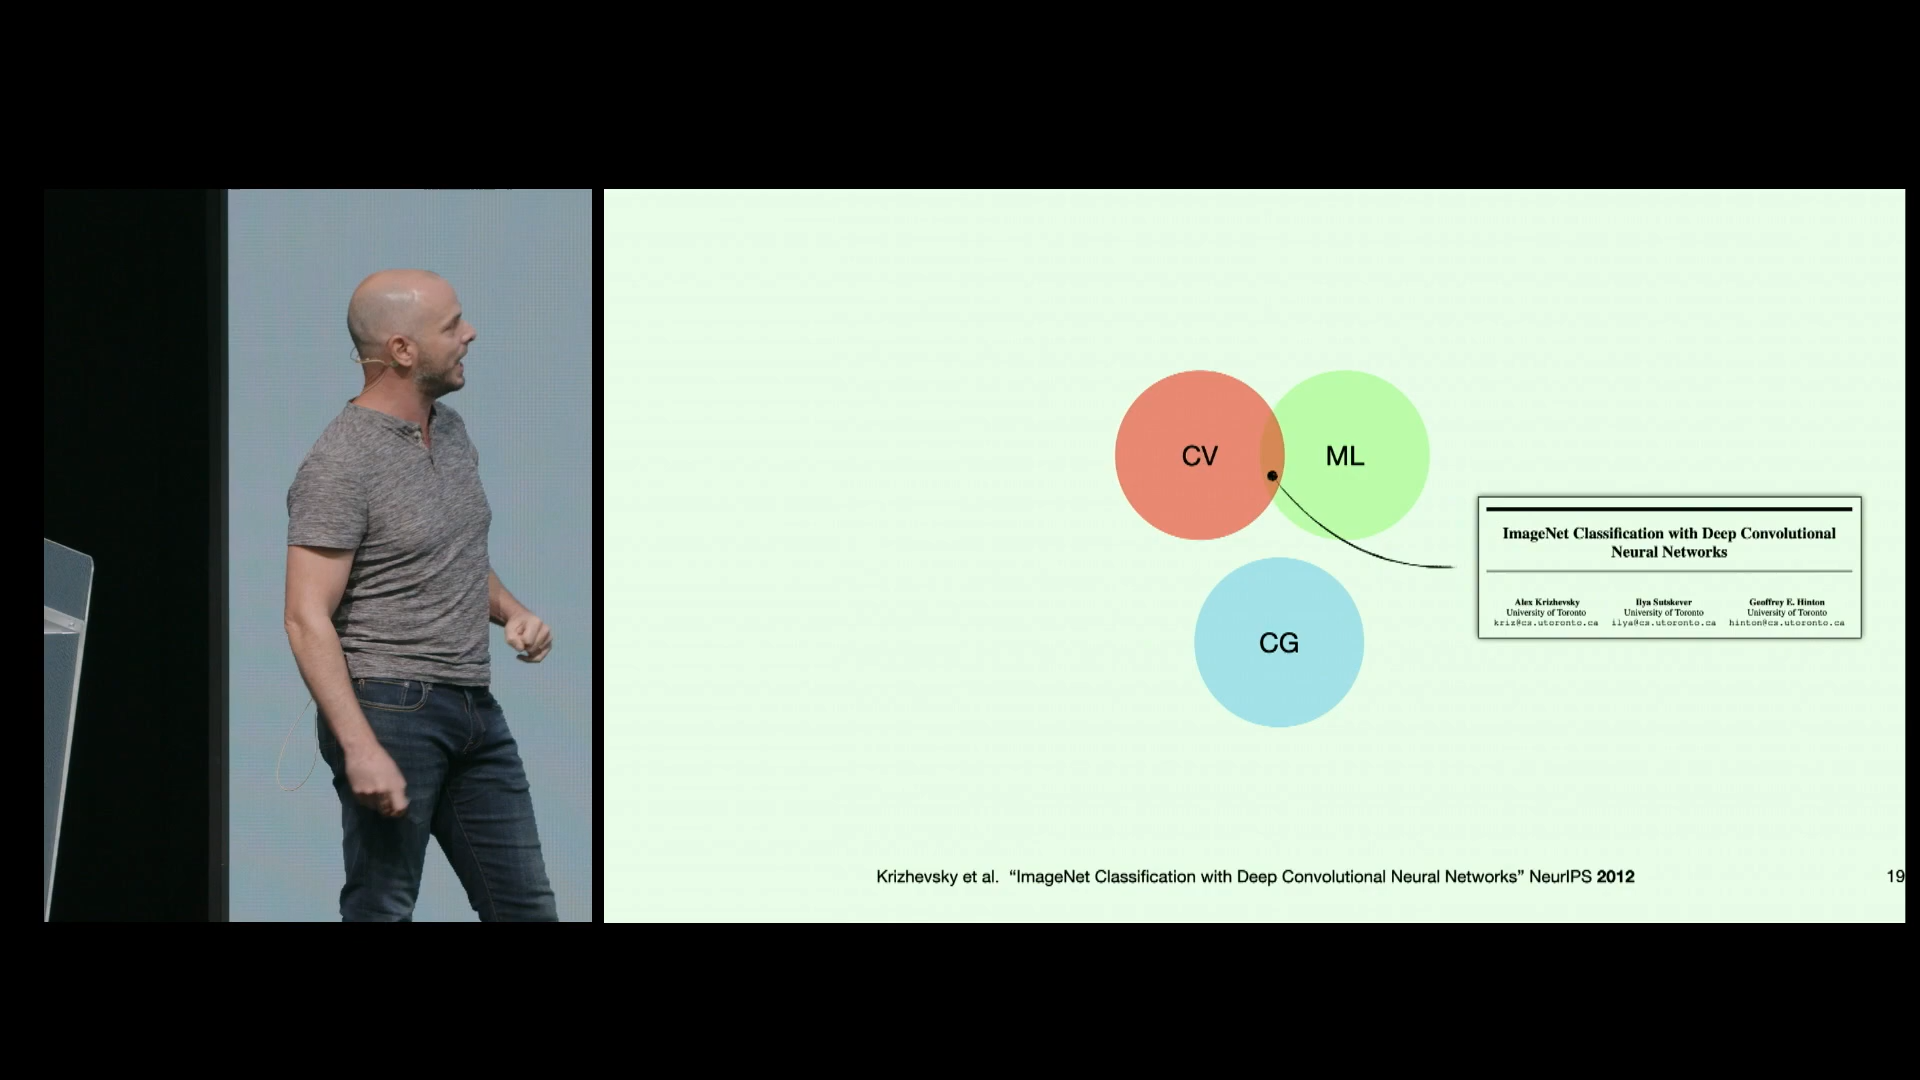 CV
ML
ImageNet Classification with Deep Convolutional
Neural Networks
Alex Krizhevsky
University of Toronto
kriz@cs.utoronto.ca
Ilya Sutskever
University of Toronto
ilya@cs.utoronto.ca
Geoffrey E. Hinton
University of Toronto
hinton@cs.utoronto.ca
CG
Krizhevsky et al. “ImageNet Classification with Deep Convolutional Neural Networks” NeurIPS 2012
19